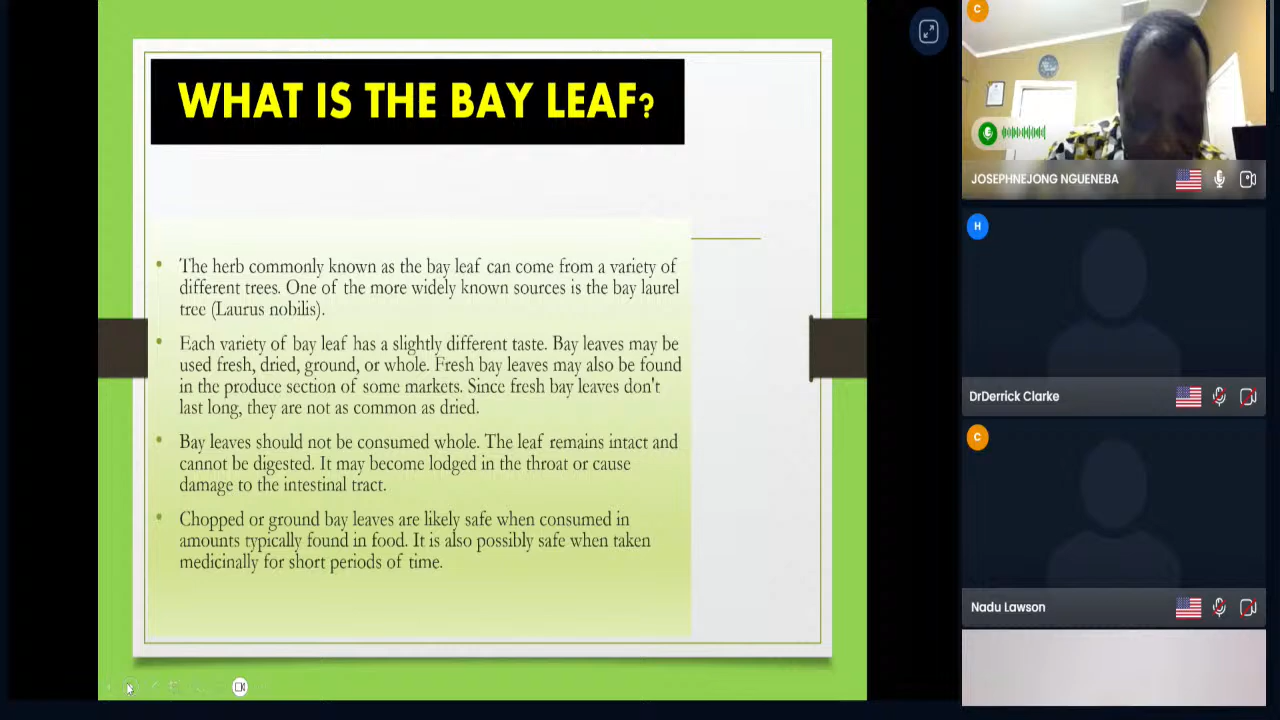 WHAT IS THE BAY LEAF?
• The herb commonly known as the bay leaf can come from a variety of
different trees. One of the more widely known sources is the bay laurel
tree (Laurus nobilis).
• Each variety of bay leaf has a slightly different taste. Bay leaves may be
used fresh, dried, ground, or whole. Fresh bay leaves may also be found
in the produce section of some markets. Since fresh bay leaves don't
last long, they are not as common as dried.
• Bay leaves should not be consumed whole. The leaf remains intact and
cannot be digested. It may become lodged in the throat or cause
damage to the intestinal tract.
• Chopped or ground bay leaves are likely safe when consumed in
amounts typically found in food. It is also possibly safe when taken
medicinally for short periods of time.
C
JOSEPHNEJONG NGUENEBA
H
DrDerrick Clarke
C
Nadu Lawson